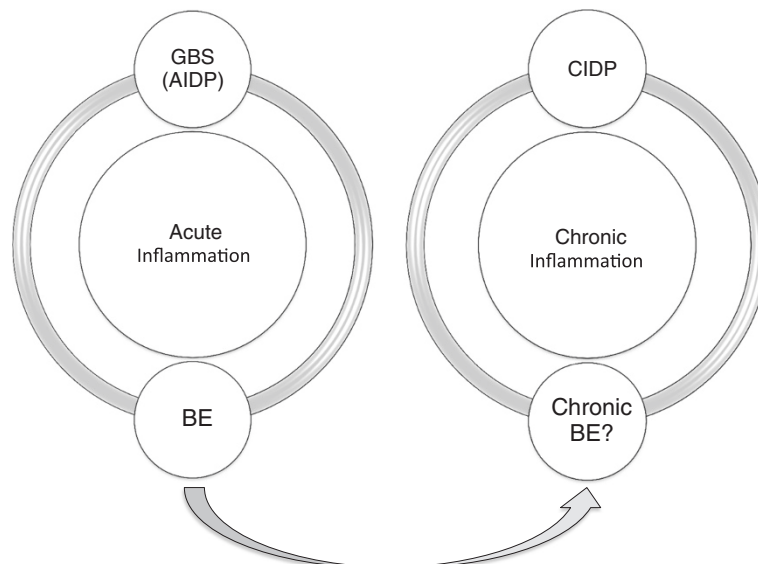 GBS
(AIDP)
Acute
Inflammation
BE
CIDP
Chronic
Inflammation
Chronic
BE?